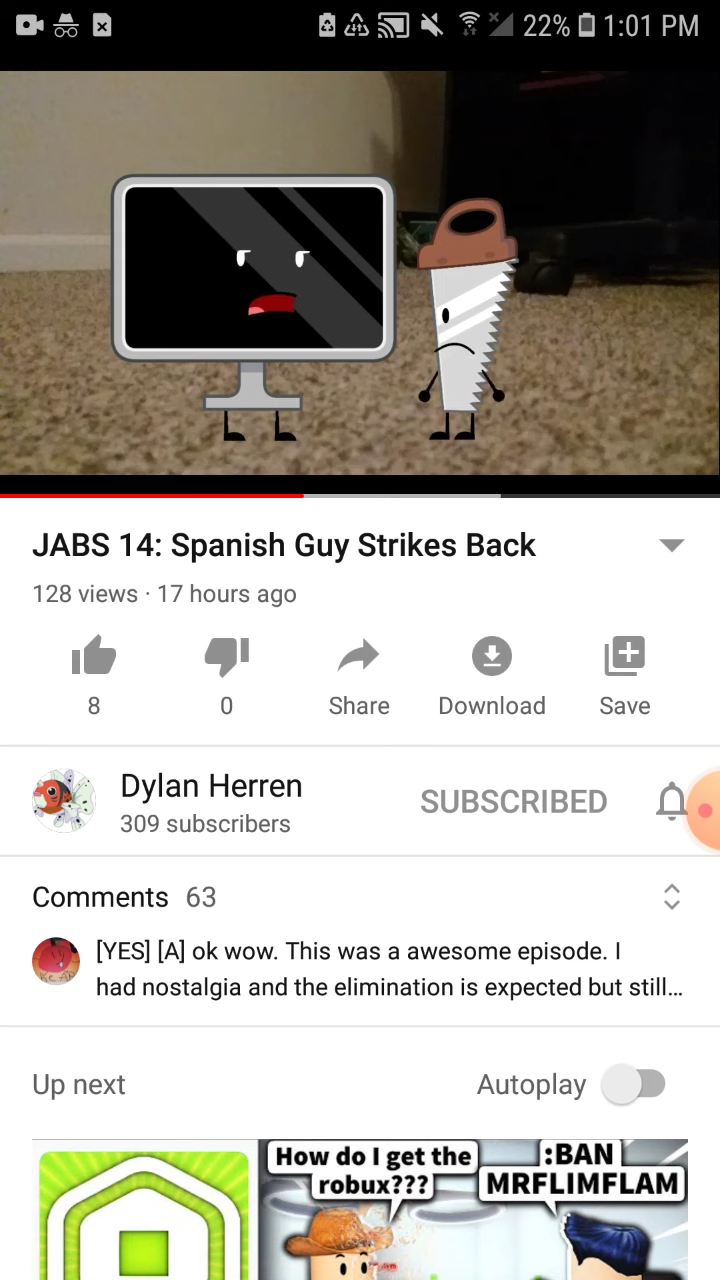 22% 1:01 PM
JABS 14: Spanish Guy Strikes Back
128 views · 17 hours ago
8
0
Share
Download
Save
Dylan Herren
309 subscribers
SUBSCRIBED
Comments 63
[YES] [A] ok wow. This was a awesome episode. I
had nostalgia and the elimination is expected but still...
Up next
Autoplay
How do I get the
robux???
:BAN
MRFLIMFLAM